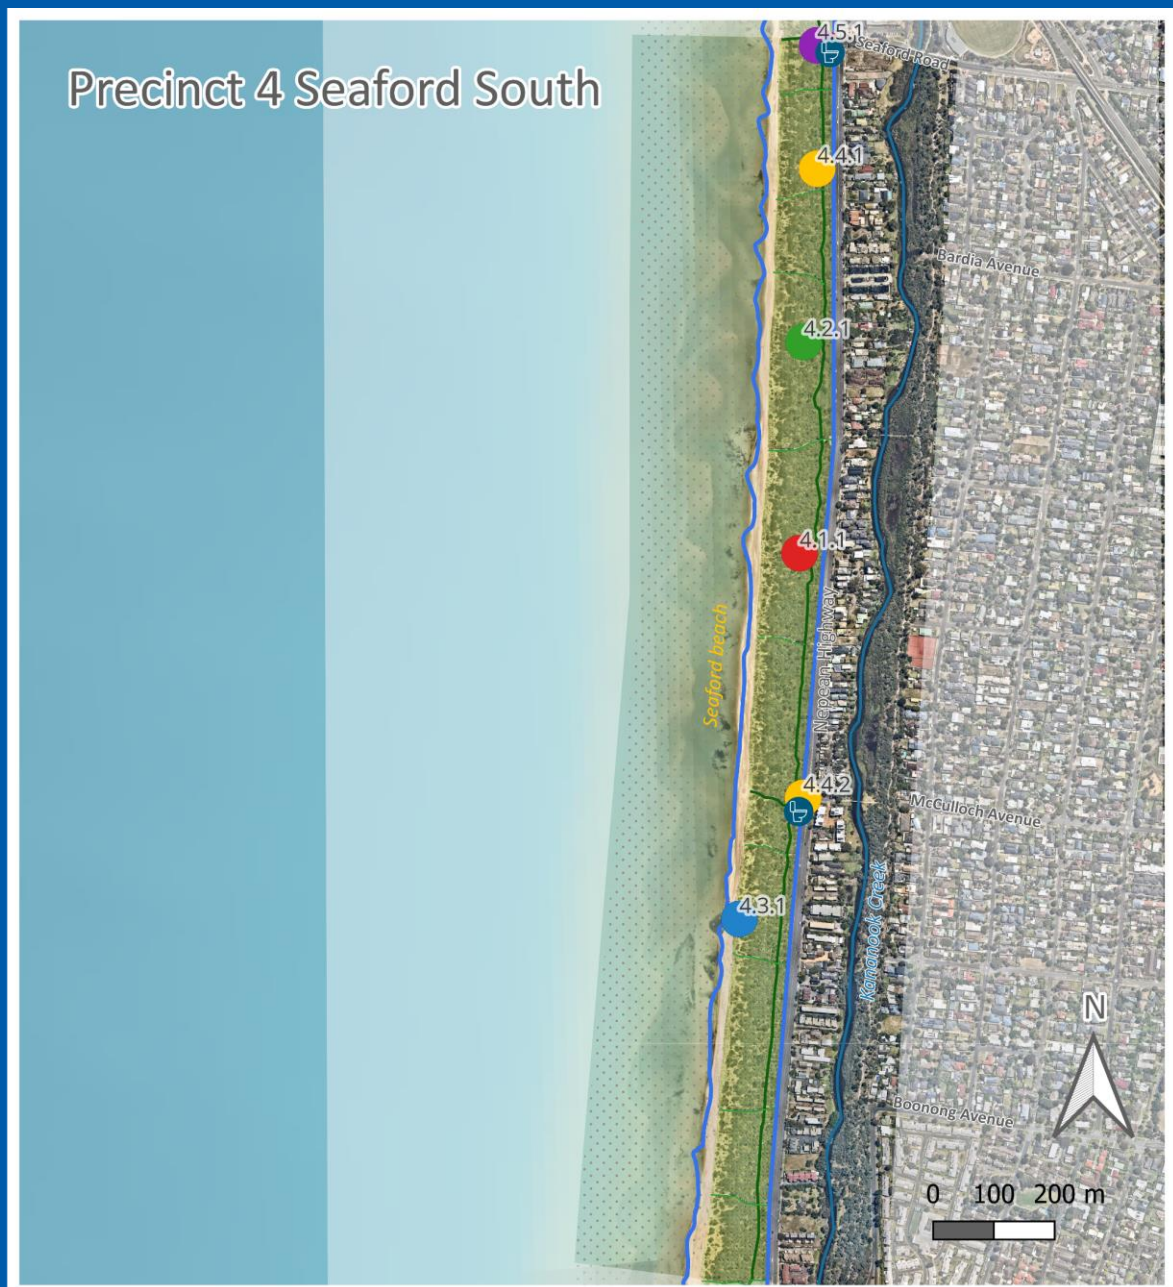 Precinct 4 Seaford South
4.5.1
Seaford Road
4.4.1
Bardia Avenue
4.2.1
4.1.1
Seaford beach
Nepean Highway
4.4.2
McCulloch Avenue
4.3.1
Kananook Creek
N
Boonong Avenue
0 100 200 m